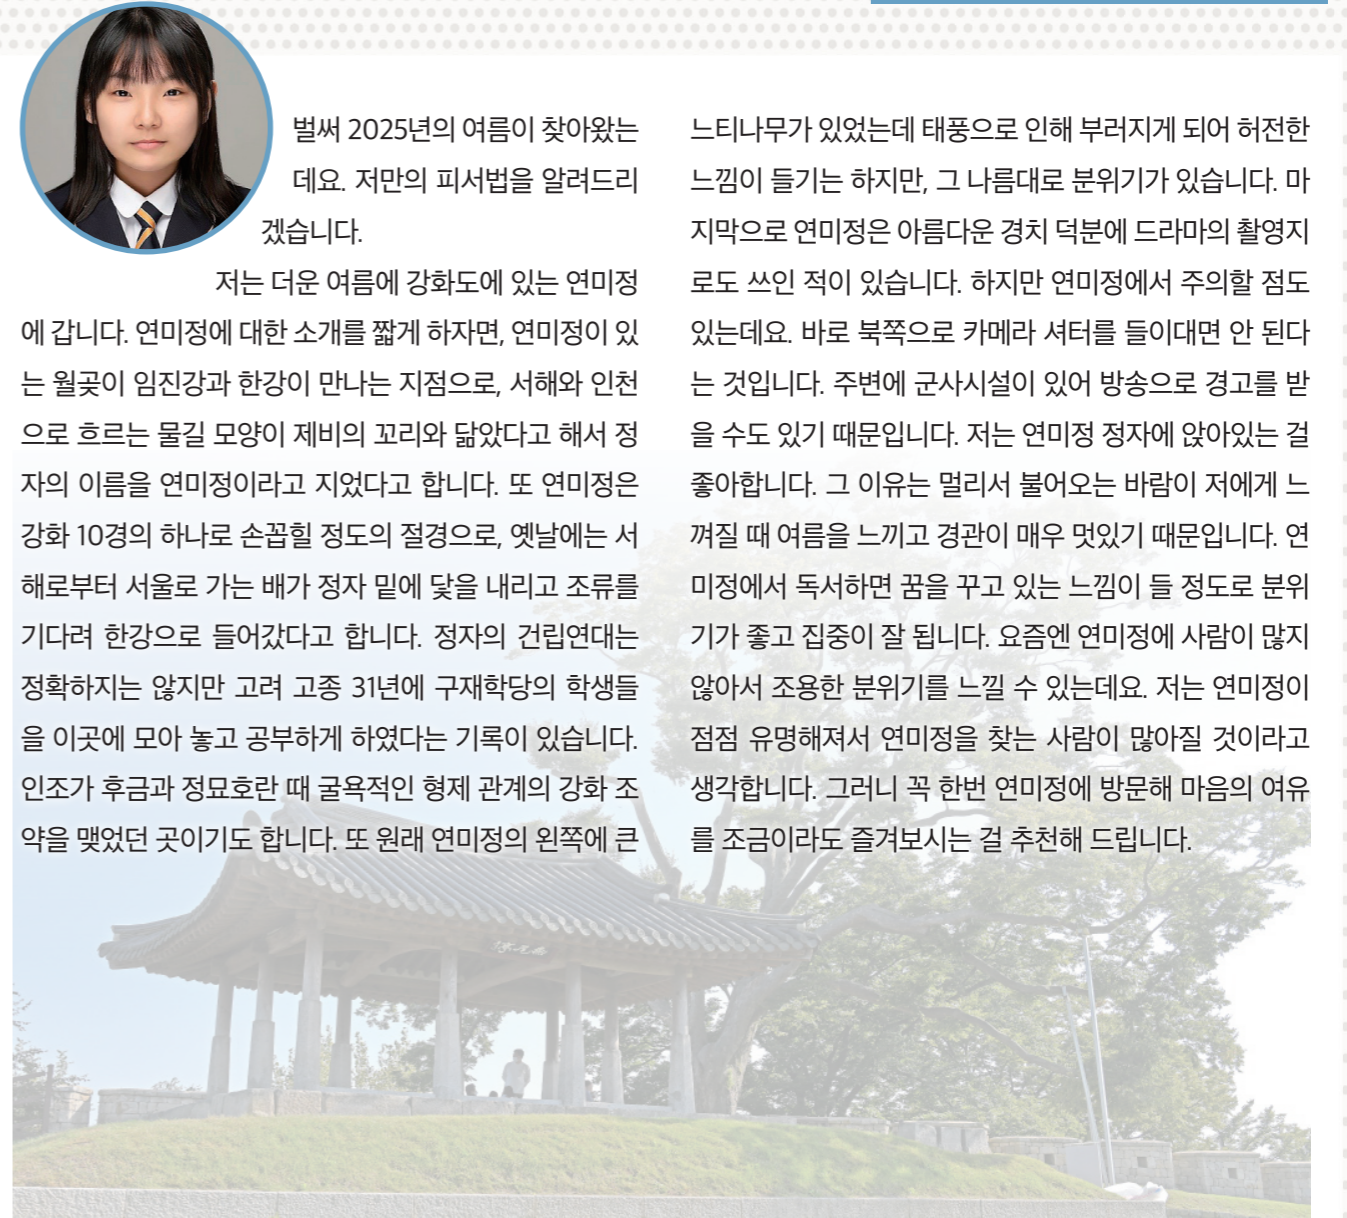 벌써 2025년의 여름이 찾아왔는
데요. 저만의 피서법을 알려드리
겠습니다.
저는 더운 여름에 강화도에 있는 연미정
에 갑니다. 연미정에 대한 소개를 짧게 하자면, 연미정이 있
는 월곶이 임진강과 한강이 만나는 지점으로, 서해와 인천
으로 흐르는 물길 모양이 제비의 꼬리와 닮았다고 해서 정
자의 이름을 연미정이라고 지었다고 합니다. 또 연미정은
강화 10경의 하나로 손꼽힐 정도의 절경으로, 옛날에는 서
해로부터 서울로 가는 배가 정자 밑에 닻을 내리고 조류를
기다려 한강으로 들어갔다고 합니다. 정자의 건립연대는
정확하지는 않지만 고려 고종 31년에 구재학당의 학생들
을 이곳에 모아 놓고 공부하게 하였다는 기록이 있습니다.
인조가 후금과 정묘호란 때 굴욕적인 형제 관계의 강화 조
약을 맺었던 곳이기도 합니다. 또 원래 연미정의 왼쪽에 큰
느티나무가 있었는데 태풍으로 인해 부러지게 되어 허전한
느낌이 들기는 하지만, 그 나름대로 분위기가 있습니다. 마
지막으로 연미정은 아름다운 경치 덕분에 드라마의 촬영지
로도 쓰인 적이 있습니다. 하지만 연미정에서 주의할 점도
있는데요. 바로 북쪽으로 카메라 셔터를 들이대면 안 된다
는 것입니다. 주변에 군사시설이 있어 방송으로 경고를 받
을 수도 있기 때문입니다. 저는 연미정 정자에 앉아있는 걸
좋아합니다. 그 이유는 멀리서 불어오는 바람이 저에게 느
껴질 때 여름을 느끼고 경관이 매우 멋있기 때문입니다. 연
미정에서 독서하면 꿈을 꾸고 있는 느낌이 들 정도로 분위
기가 좋고 집중이 잘 됩니다. 요즘엔 연미정에 사람이 많지
않아서 조용한 분위기를 느낄 수 있는데요. 저는 연미정이
점점 유명해져서 연미정을 찾는 사람이 많아질 것이라고
생각합니다. 그러니 꼭 한번 연미정에 방문해 마음의 여유
를 조금이라도 즐겨보시는 걸 추천해 드립니다.